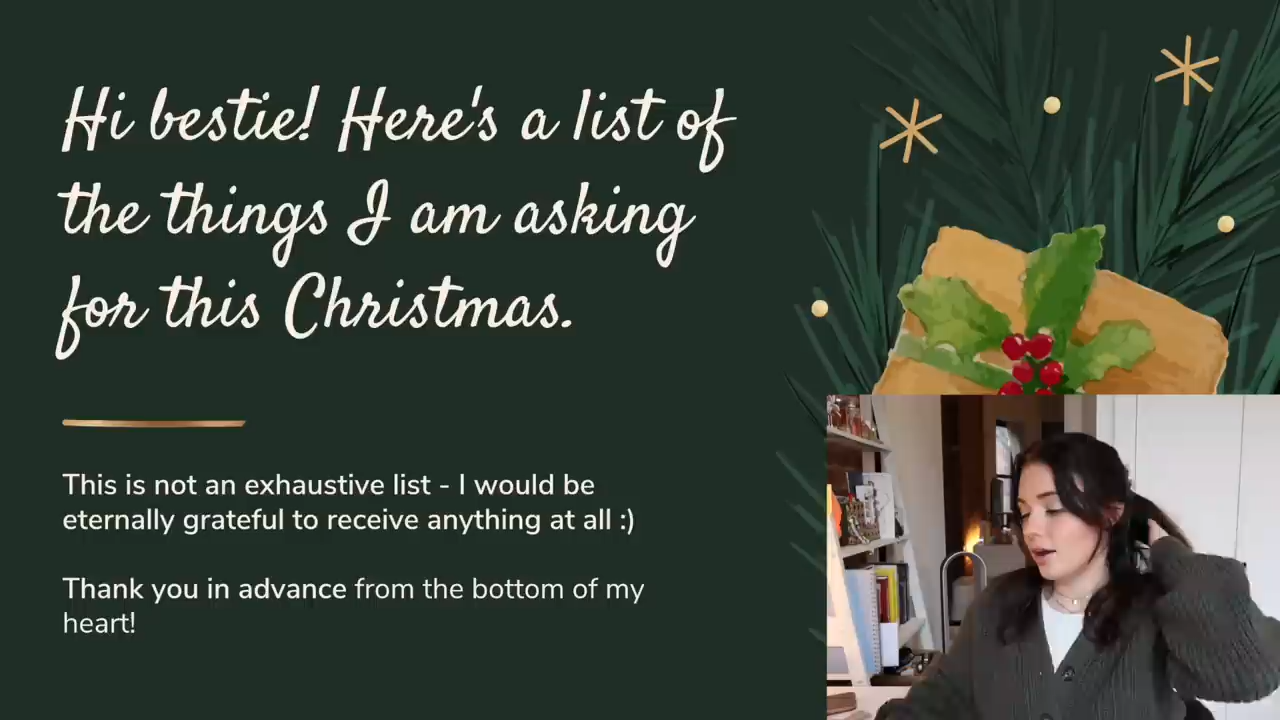 Hi bestie! Here's a list of
the things I am asking
for this Christmas.
This is not an exhaustive list - I would be
eternally grateful to receive anything at all :)
Thank you in advance from the bottom of my
heart!